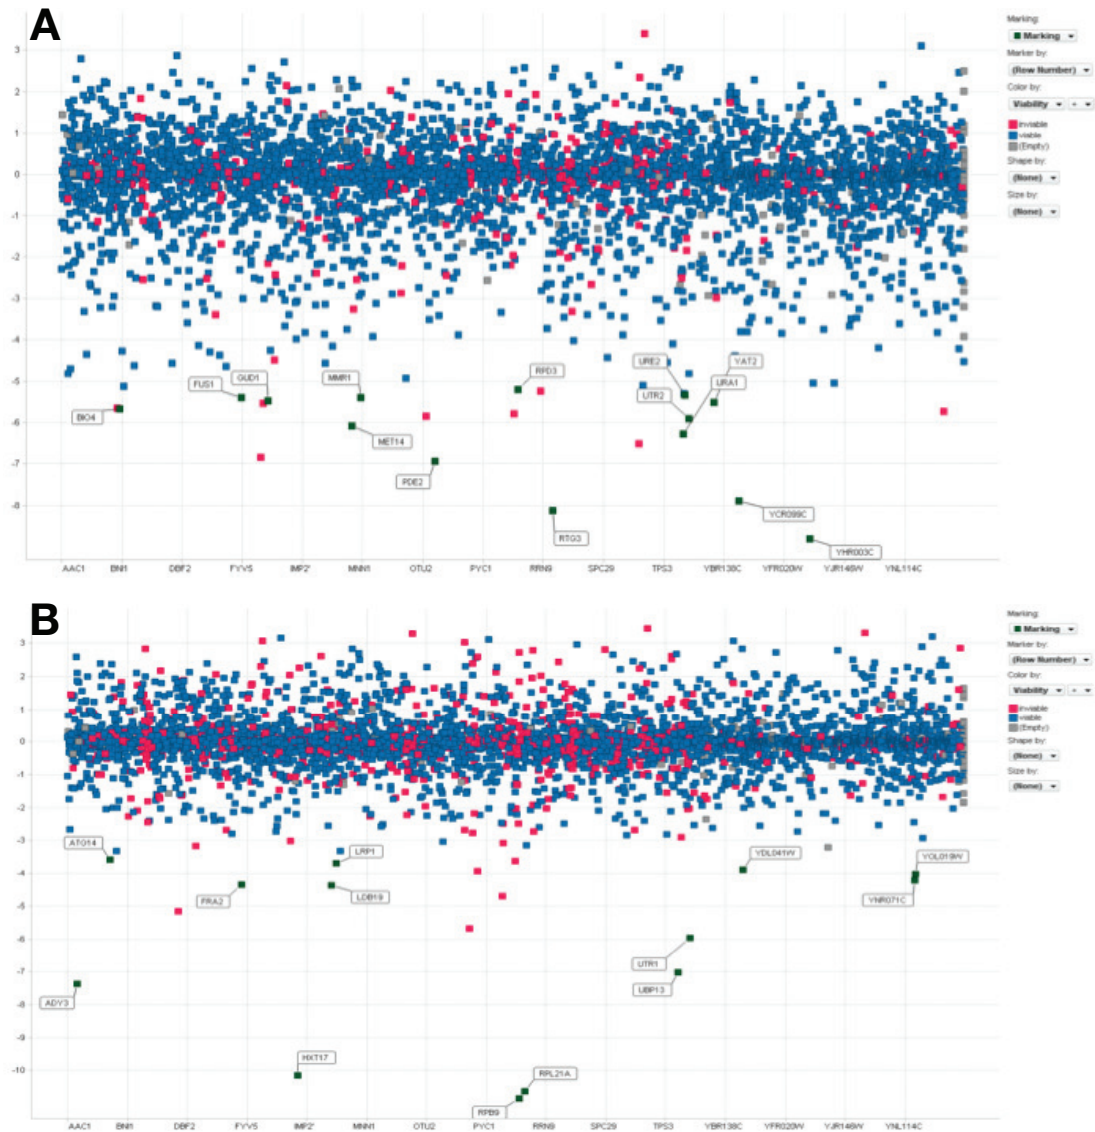 A
3
2
1
0
-1
-2
-3
-4
-5
-6
-7
-8
BIO4
FUS1
GUD1
MMR1
MET14
PDE2
RPD3
RTG3
URE2
UTR2
YAT2
URA1
YCR099C
YHR003C
AAC1 BNI1 DBF2 FYV5 IMP2' MNN1 OTU2 PYC1 RRN9 SPC29 TPS3 YBR138C YFR020W YJR146W YNL114C
Marking:
Marking
Marker by:
(Row Number)
Color by:
Viability
inviable
viable
(Empty)
Shape by:
(None)
Size by:
(None)
B
3
2
1
0
-1
-2
-3
-4
-5
-6
-7
-8
-9
-10
ATO14
ADY3
FRA2
LRP1
LDB19
HXT17
RPL21A
RPB9
UTR1
UBP13
YDL041W
YOL019W
YNR071C
AAC1 BNI1 DBF2 FYV5 IMP2' MNN1 OTU2 PYC1 RRN9 SPC29 TPS3 YBR138C YFR020W YJR146W YNL114C
Marking:
Marking
Marker by:
(Row Number)
Color by:
Viability
inviable
viable
(Empty)
Shape by:
(None)
Size by:
(None)